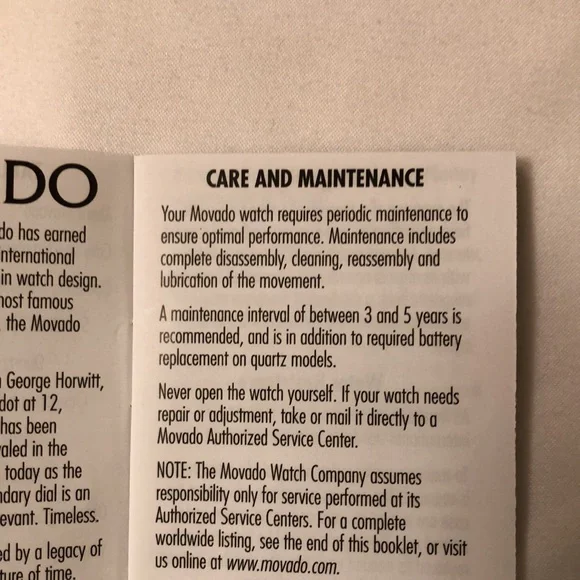 DO
do has earned
nternational
in watch design.
nost famous
the Movado
George Horwitt,
dot at 12,
has been
valed in the
today as the
ndary dial is an
evant. Timeless.
ed by a legacy of
ture of time.
CARE AND MAINTENANCE
Your Movado watch requires periodic maintenance to
ensure optimal performance. Maintenance includes
complete disassembly, cleaning, reassembly and
lubrication of the movement.
A maintenance interval of between 3 and 5 years is
recommended, and is in addition to required battery
replacement on quartz models.
Never open the watch yourself. If your watch needs
repair or adjustment, take or mail it directly to a
Movado Authorized Service Center.
NOTE: The Movado Watch Company assumes
responsibility only for service performed at its
Authorized Service Centers. For a complete
worldwide listing, see the end of this booklet, or visit
us online at www.movado.com.